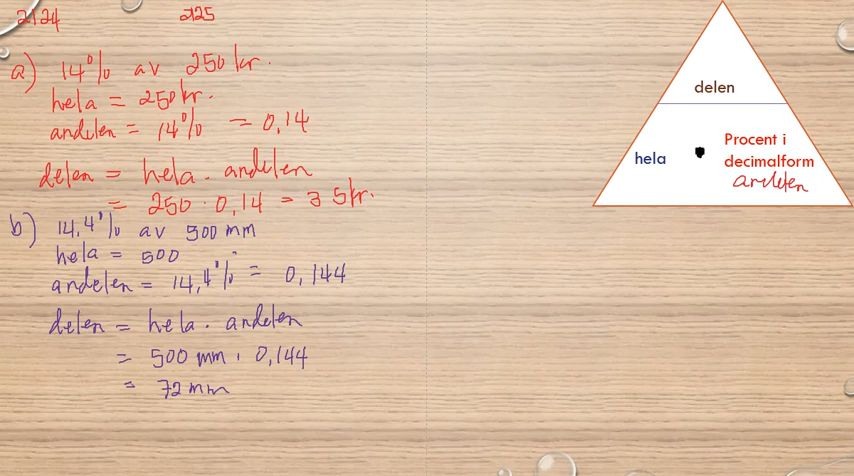 2124 2125
a) 14% av 250 kr.
hela = 250 kr.
andelen = 14% = 0,14
delen = hela · andelen
= 250 · 0,14 = 35 kr.
b) 14,4% av 500 mm
hela = 500
andelen = 14,4% = 0,144
delen = hela · andelen
= 500 mm · 0,144
= 72 mm
delen
hela
Procent i
decimalform
andelen